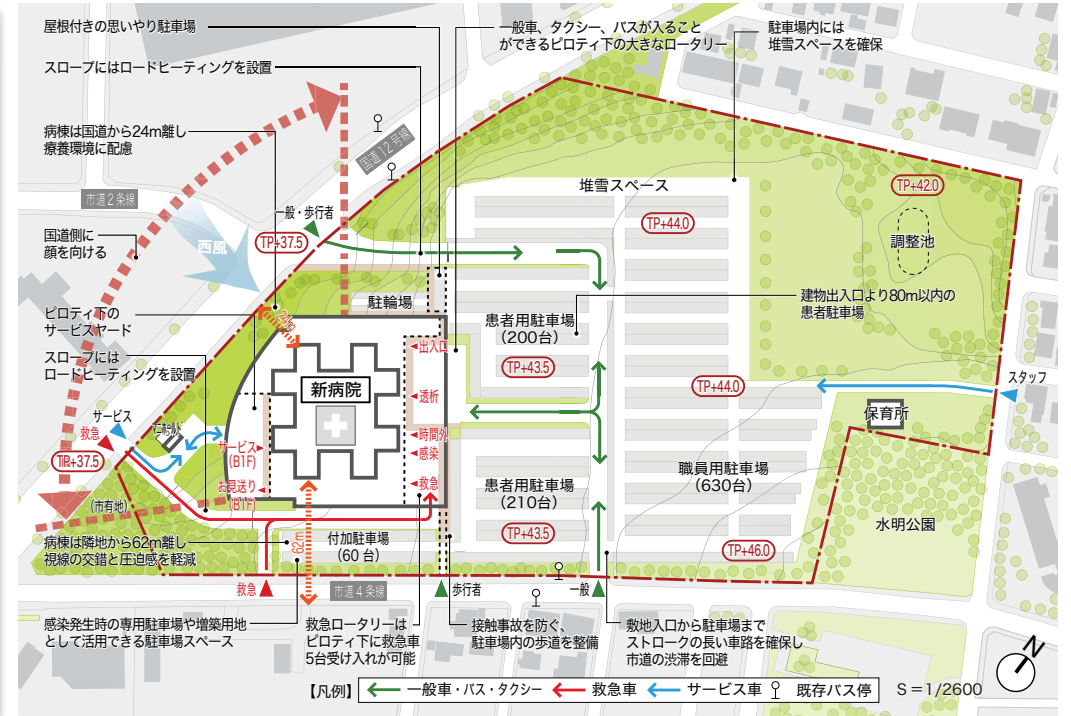 屋根付きの思いやり駐車場
一般車、タクシー、バスが入ること
ができるピロティ下の大きなロータリー
駐車場内には
堆雪スペースを確保
スロープにはロードヒーティングを設置
病棟は国道から24m離し
療養環境に配慮
国道12号線
市道2条線
堆雪スペース
TP+42.0
調整池
一般・歩行者
TP+44.0
国道側に
顔を向ける
西風
TP+37.5
駐輪場
建物出入口より80m以内の
患者用駐車場
ピロティ下の
サービスヤード
24m
患者用駐車場
(200台)
出入口
スロープには
ロードヒーティングを設置
新病院
TP+43.5
TP+44.0
スタッフ
透析
保育所
サービス
救急
時間外
感染
サービス
(B1F)
TP+37.5
救急
職員用駐車場
(630台)
お見送り
(B1F)
患者用駐車場
(210台)
(市有地)
水明公園
TP+43.5
病棟は隣地から62m離し
視線の交錯と圧迫感を軽減
62m
付加駐車場
(60台)
TP+46.0
救急
市道4条線
歩行者
一般
感染発生時の専用駐車場や増築用地
として活用できる駐車場スペース
救急ロータリーは
ピロティ下に救急車
5台受け入れが可能
接触事故を防ぐ、
駐車場内の歩道を整備
敷地入口から駐車場まで
ストロークの長い車路を確保し
市道の渋滞を回避
N
【凡例】 一般車・バス・タクシー 救急車 サービス車 既存バス停 S=1/2600